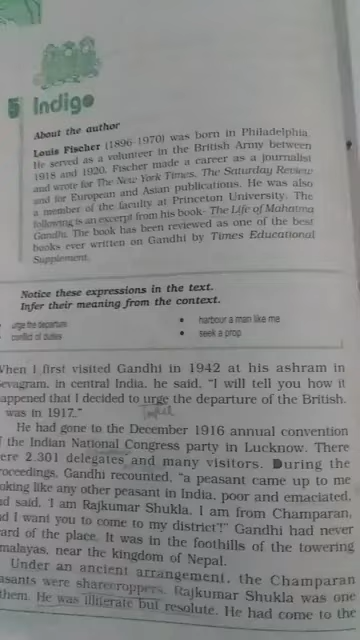 5 Indigo
About the author
Louis Fischer (1896-1970) was born in Philadelphia.
He served as a volunteer in the British Army between
1918 and 1920. Fischer made a career as a journalist
and wrote for The New York Times, The Saturday Review
and for European and Asian publications. He was also
a member of the faculty at Princeton University. The
following is an excerpt from his book- The Life of Mahatma
Gandhi. The book has been reviewed as one of the best
books ever written on Gandhi by Times Educational
Supplement.
Notice these expressions in the text.
Infer their meaning from the context.
urge the departure
• harbour a man like me
conflict of duties
• seek a prop
When I first visited Gandhi in 1942 at his ashram in
Sevagram, in central India, he said, "I will tell you how it
happened that I decided to urge the departure of the British.
was in 1917."
He had gone to the December 1916 annual convention
f the Indian National Congress party in Lucknow. There
ere 2,301 delegates and many visitors. During the
roceedings, Gandhi recounted, "a peasant came up to me
oking like any other peasant in India, poor and emaciated,
nd said, 'I am Rajkumar Shukla. I am from Champaran,
nd I want you to come to my district'!" Gandhi had never
ard of the place. It was in the foothills of the towering
malayas, near the kingdom of Nepal.
Under an ancient arrangement, the Champaran
asants were sharecroppers. Rajkumar Shukla was one
them. He was illiterate but resolute. He had come to the